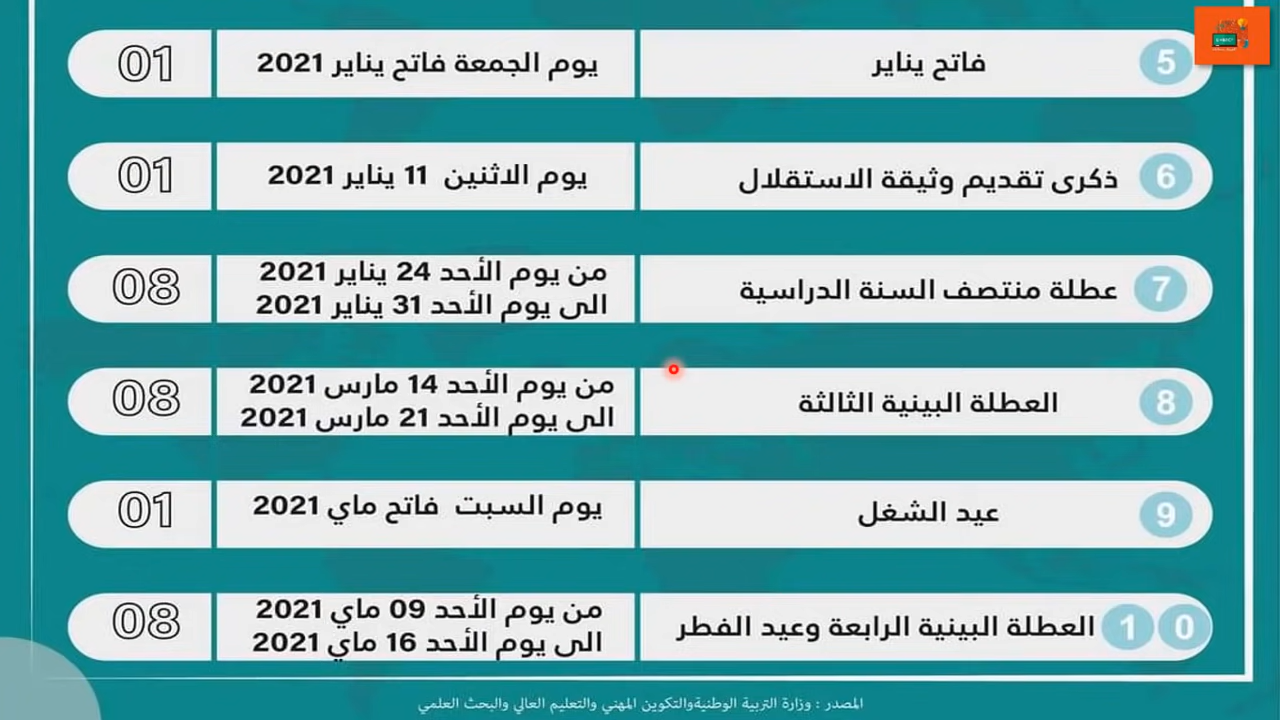 5
فاتح يناير
يوم الجمعة فاتح يناير 2021
01
6
ذكرى تقديم وثيقة الاستقلال
يوم الاثنين 11 يناير 2021
01
7
عطلة منتصف السنة الدراسية
من يوم الأحد 24 يناير 2021
الى يوم الأحد 31 يناير 2021
08
8
العطلة البينية الثالثة
من يوم الأحد 14 مارس 2021
الى يوم الأحد 21 مارس 2021
08
9
عيد الشغل
يوم السبت فاتح ماي 2021
01
10
العطلة البينية الرابعة وعيد الفطر
من يوم الأحد 09 ماي 2021
الى يوم الأحد 16 ماي 2021
08
المصدر : وزارة التربية الوطنيةوالتكوين المهني والتعليم العالي والبحث العلمي